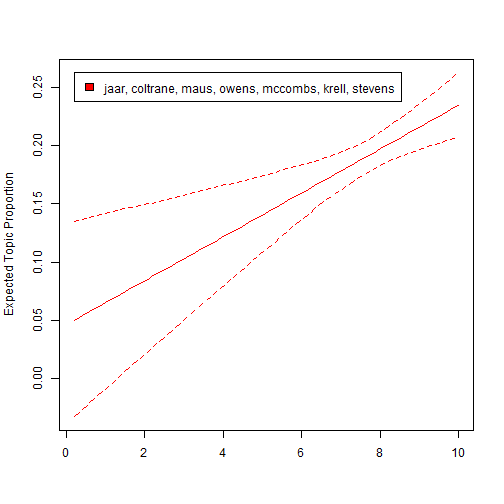 jaar, coltrane, maus, owens, mccombs, krell, stevens
Expected Topic Proportion
0.25
0.20
0.15
0.10
0.05
0.00
0 2 4 6 8 10